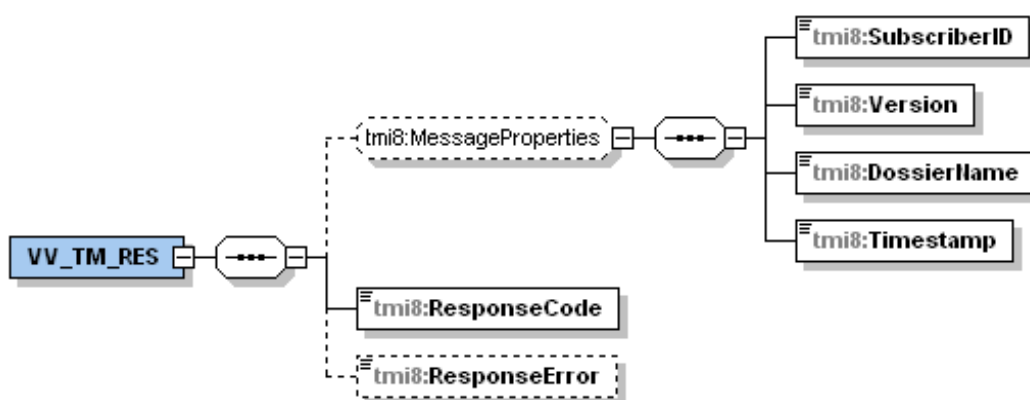 tmi8:SubscriberID
tmi8:Version
tmi8:MessageProperties
tmi8:DossierName
tmi8:Timestamp
VV_TM_RES
tmi8:ResponseCode
tmi8:ResponseError